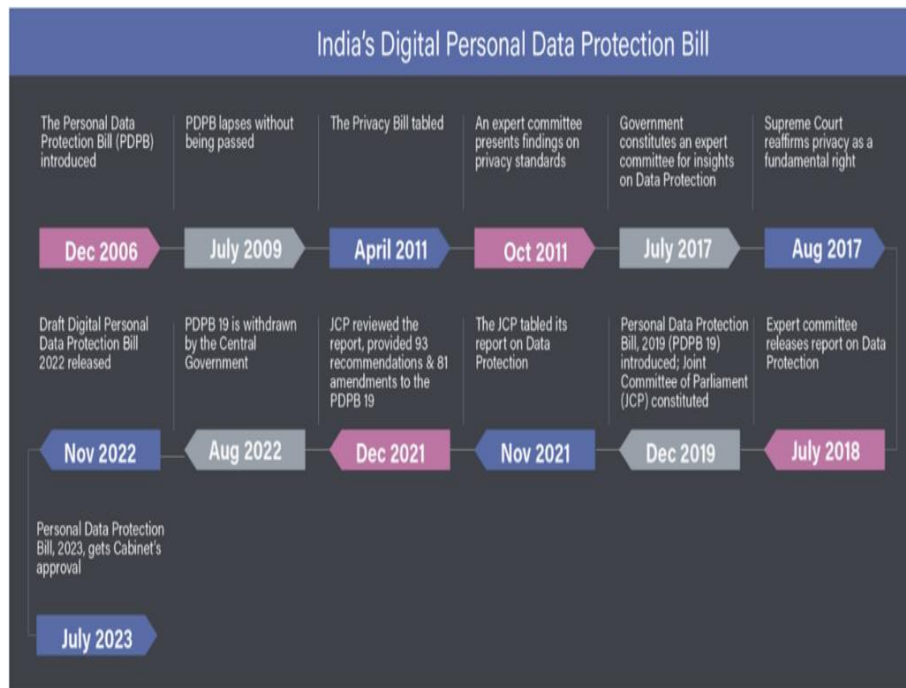 India's Digital Personal Data Protection Bill
The Personal Data
Protection Bill (PDPB)
introduced
Dec 2006
PDPB lapses without
being passed
July 2009
The Privacy Bill tabled
April 2011
An expert committee
presents findings on
privacy standards
Oct 2011
Government
constitutes an expert
committee for insights
on Data Protection
July 2017
Supreme Court
reaffirms privacy as a
fundamental right
Aug 2017
Expert committee
releases report on Data
Protection
July 2018
Personal Data Protection
Bill, 2019 (PDPB 19)
introduced; Joint
Committee of Parliament
(JCP) constituted
Dec 2019
The JCP tabled its
report on Data
Protection
Nov 2021
JCP reviewed the
report, provided 93
recommendations & 81
amendments to the
PDPB 19
Dec 2021
PDPB 19 is withdrawn
by the Central
Government
Aug 2022
Draft Digital Personal
Data Protection Bill
2022 released
Nov 2022
Personal Data Protection
Bill, 2023, gets Cabinet's
approval
July 2023